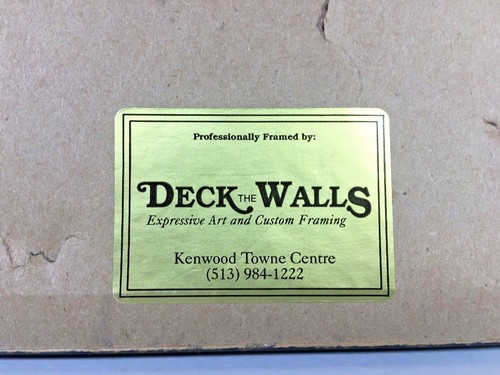 Professionally Framed by:
DECK THE WALLS
Expressive Art and Custom Framing
Kenwood Towne Centre
(513) 984-1222